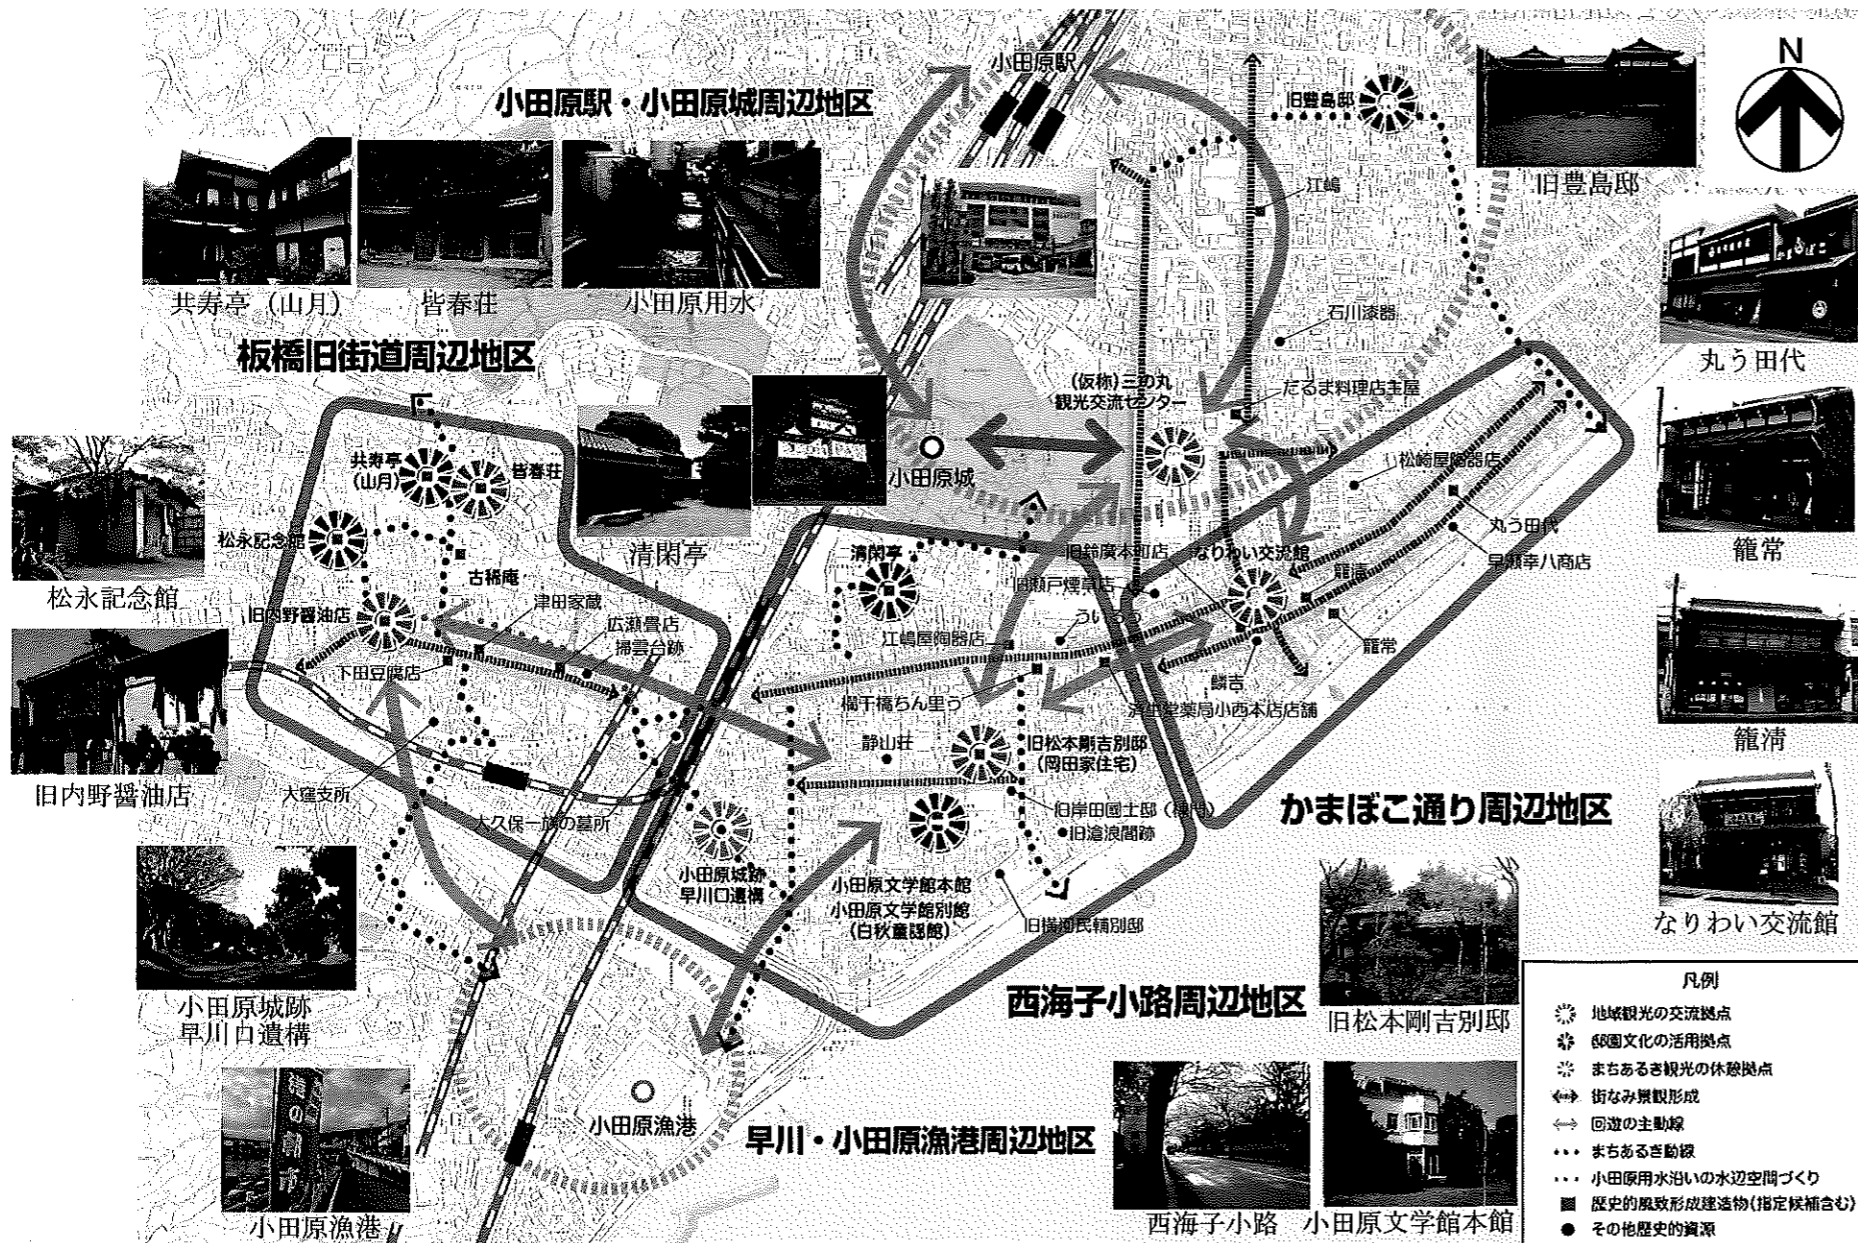 小田原駅
小田原駅・小田原城周辺地区
旧豊島邸
N
旧豊島邸
江嶋
共寿亭（山月）
皆春荘
小田原用水
石川漆器
板橋旧街道周辺地区
丸う田代
(仮称)三の丸
観光交流センター
だるま料理店主屋
共寿亭
(山月)
皆春荘
小田原城
松崎屋陶器店
丸う田代
松永記念館
清閑亭
清閑亭
旧鈴廣本町店
なりわい交流館
早瀬幸八商店
籠常
松永記念館
古稀庵
旧瀬戸煙草店
籠清
旧内野醤油店
津田家蔵
広瀬畳店
掃雲台跡
江嶋屋陶器店
ういろう
籠常
下田豆腐店
欄干橋ちん里う
麟吉
済生堂薬局小西本店店舗
籠淸
静山荘
旧松本剛吉別邸
(岡田家住宅)
旧内野醤油店
大窪支所
大久保一族の墓所
旧滄浪閣跡
かまぼこ通り周辺地区
小田原城跡
早川口遺構
小田原文学館本館
小田原文学館別館
(白秋童謡館)
旧横河民輔別邸
なりわい交流館
小田原城跡
早川口遺構
西海子小路周辺地区
旧松本剛吉別邸
港の朝市
小田原漁港
早川・小田原漁港周辺地区
小田原漁港
西海子小路
小田原文学館本館
凡例
地域観光の交流拠点
邸園文化の活用拠点
まちあるき観光の休憩拠点
街なみ景観形成
回遊の主動線
まちあるき動線
小田原用水沿いの水辺空間づくり
歴史的風致形成建造物(指定候補含む)
その他歴史的資源